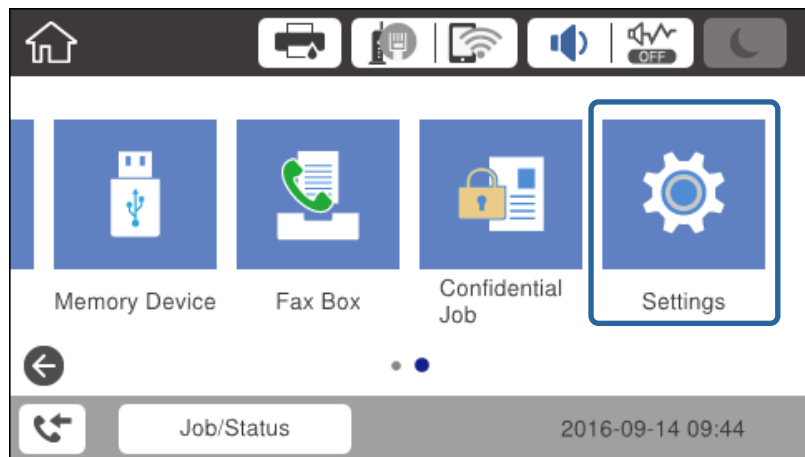 OFF
Memory Device
Fax Box
Confidential
Job
Settings
Job/Status
2016-09-14 09:44